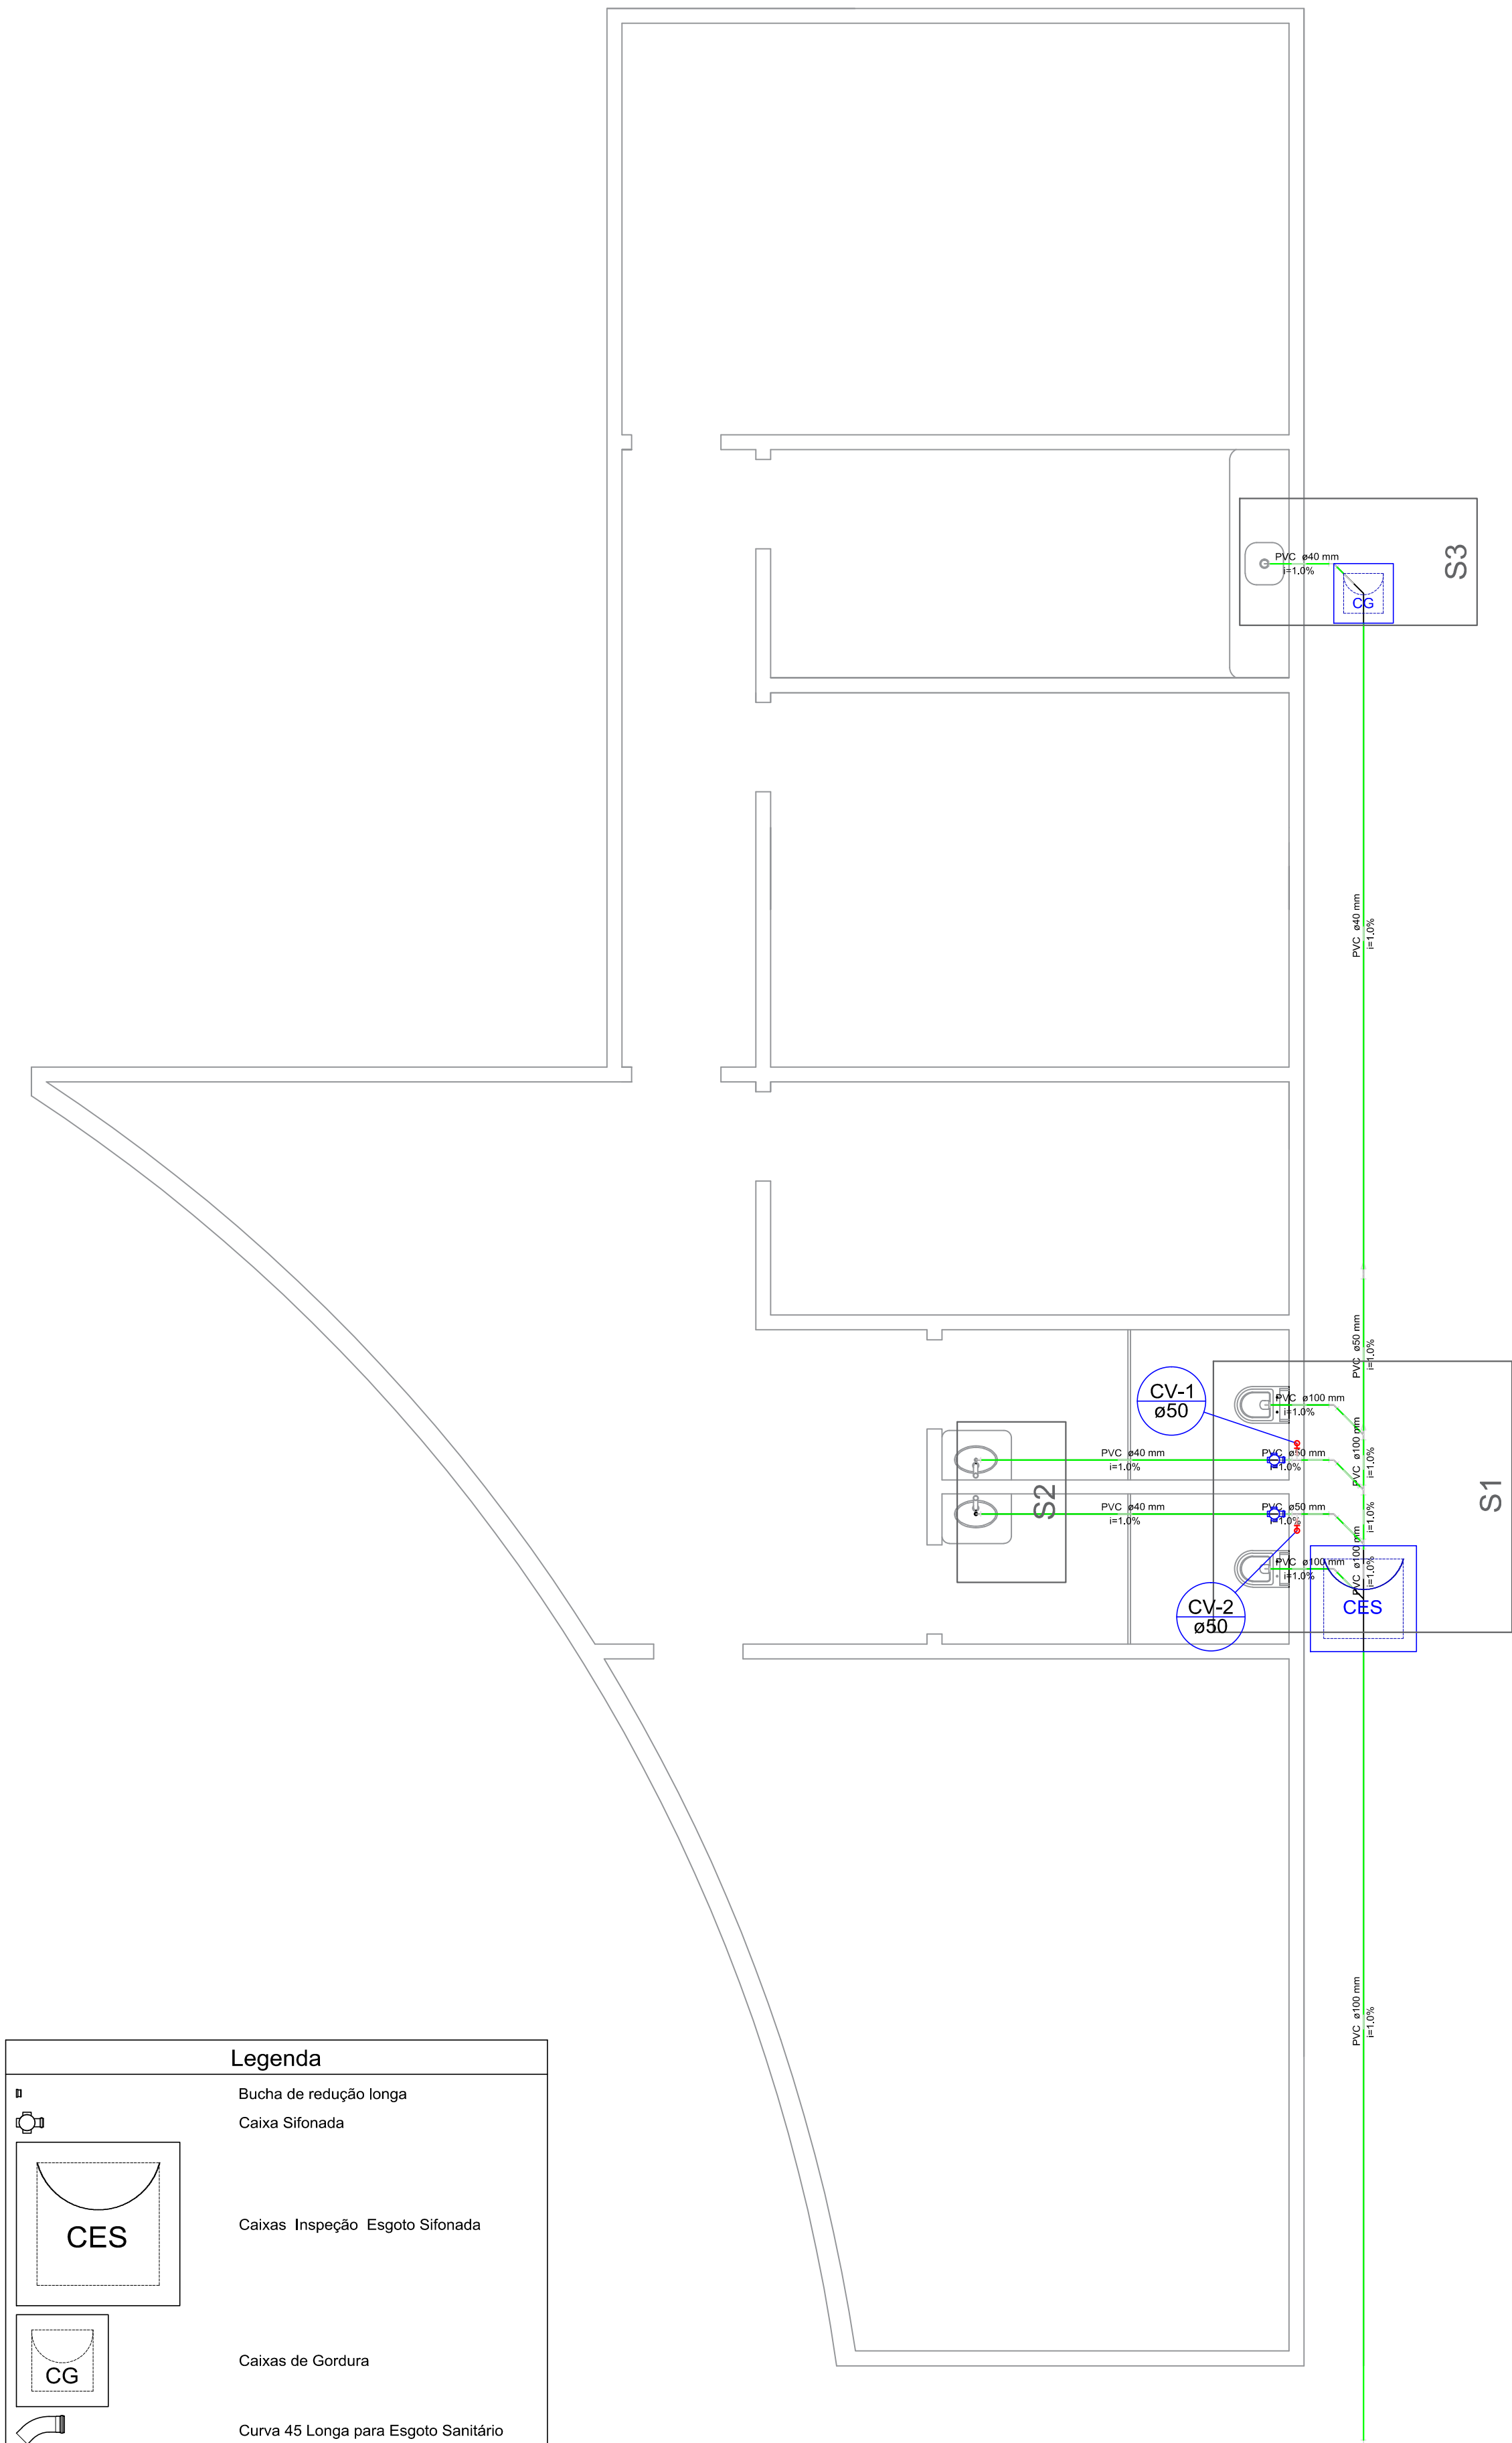 PVC ø40 mm
i=1.0%
S3
CG
PVC ø40 mm
i=1.0%
PVC ø50 mm
i=1.0%
CV-1
ø50
PVC ø100 mm
i=1.0%
PVC ø40 mm
i=1.0%
PVC ø50 mm
i=1.0%
PVC ø100 mm
i=1.0%
S2
S1
PVC ø40 mm
i=1.0%
PVC ø50 mm
i=1.0%
i=1.0%
PVC ø100 mm
i=1.0%
PVC ø100 mm
i=1.0%
CES
CV-2
ø50
PVC ø100 mm
i=1.0%
Legenda
Bucha de redução longa
Caixa Sifonada
CES
Caixas Inspeção Esgoto Sifonada
CG
Caixas de Gordura
Curva 45 Longa para Esgoto Sanitário